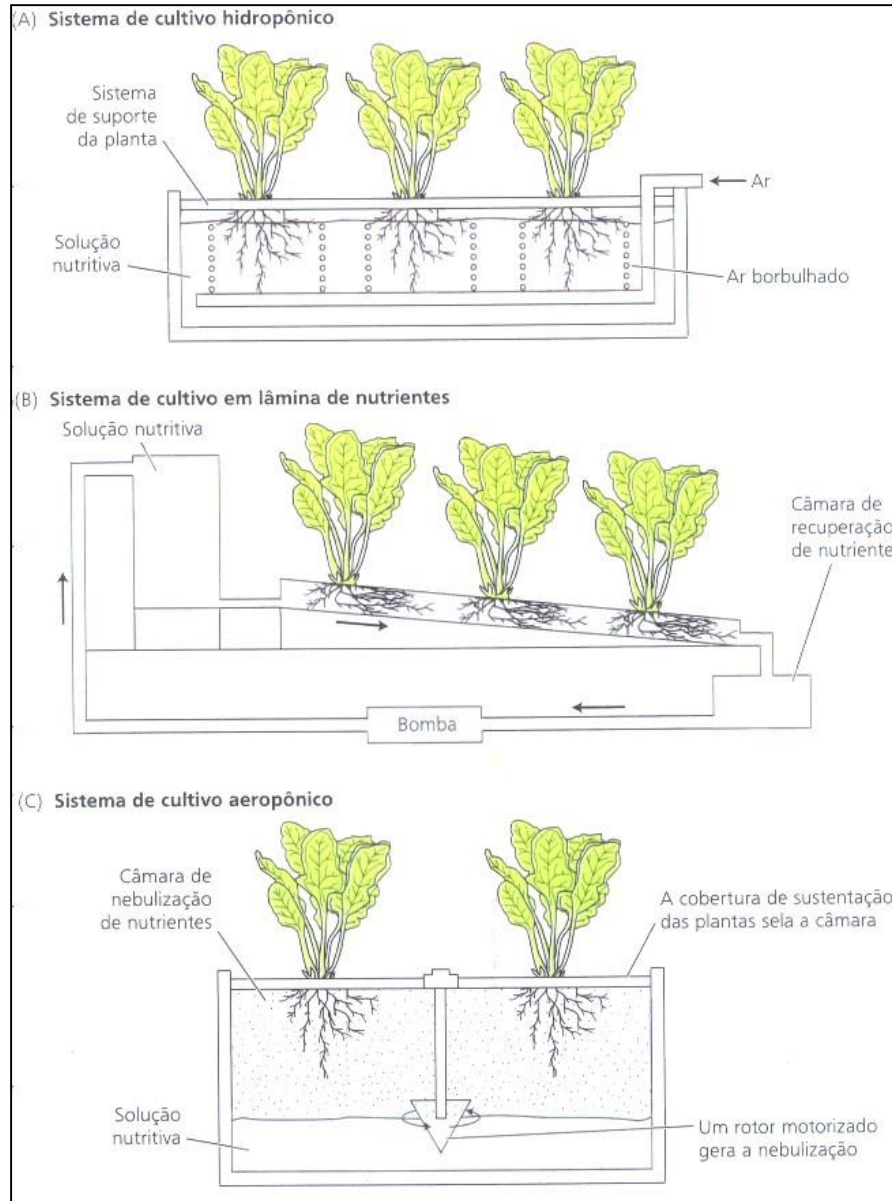 (A) Sistema de cultivo hidropônico
Sistema
de suporte
da planta
Ar
Solução
nutritiva
Ar borbulhado
(B) Sistema de cultivo em lâmina de nutrientes
Solução nutritiva
Câmara de
recuperação
de nutriente
Bomba
(C) Sistema de cultivo aeropônico
Câmara de
nebulização
de nutrientes
A cobertura de sustentação
das plantas sela a câmara
Solução
nutritiva
Um rotor motorizado
gera a nebulização